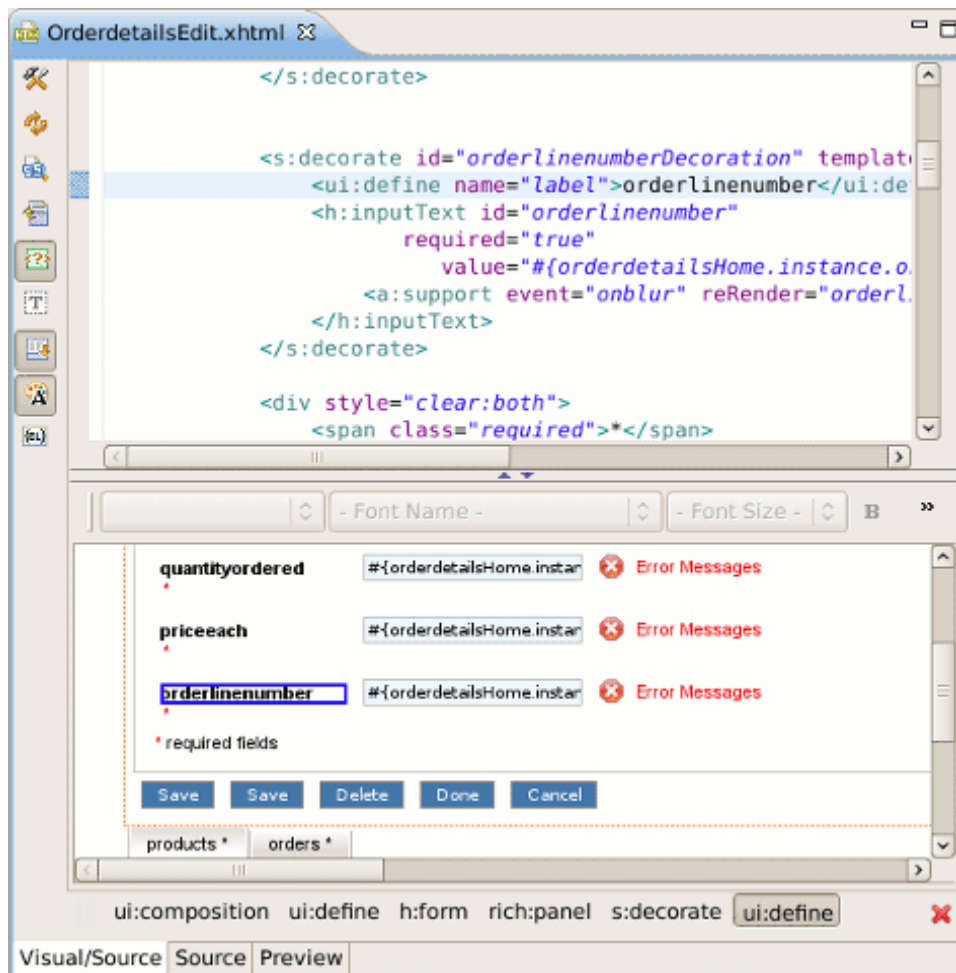 OrderdetailsEdit.xhtml
</s:decorate>
<s:decorate id="orderlinenumberDecoration" templat
<ui:define name="label">orderlinenumber</ui:de
<h:inputText id="orderlinenumber"
required="true"
value="#{orderdetailsHome.instance.o
<a:support event="onblur" reRender="orderl
</h:inputText>
</s:decorate>
<div style="clear:both">
<span class="required">*</span>
- Font Name - - Font Size - B »
quantityordered #{orderdetailsHome.instar Error Messages
*
priceeach #{orderdetailsHome.instar Error Messages
*
orderlinenumber #{orderdetailsHome.instar Error Messages
*
* required fields
Save Save Delete Done Cancel
products * orders *
ui:composition ui:define h:form rich:panel s:decorate ui:define
Visual/Source Source Preview